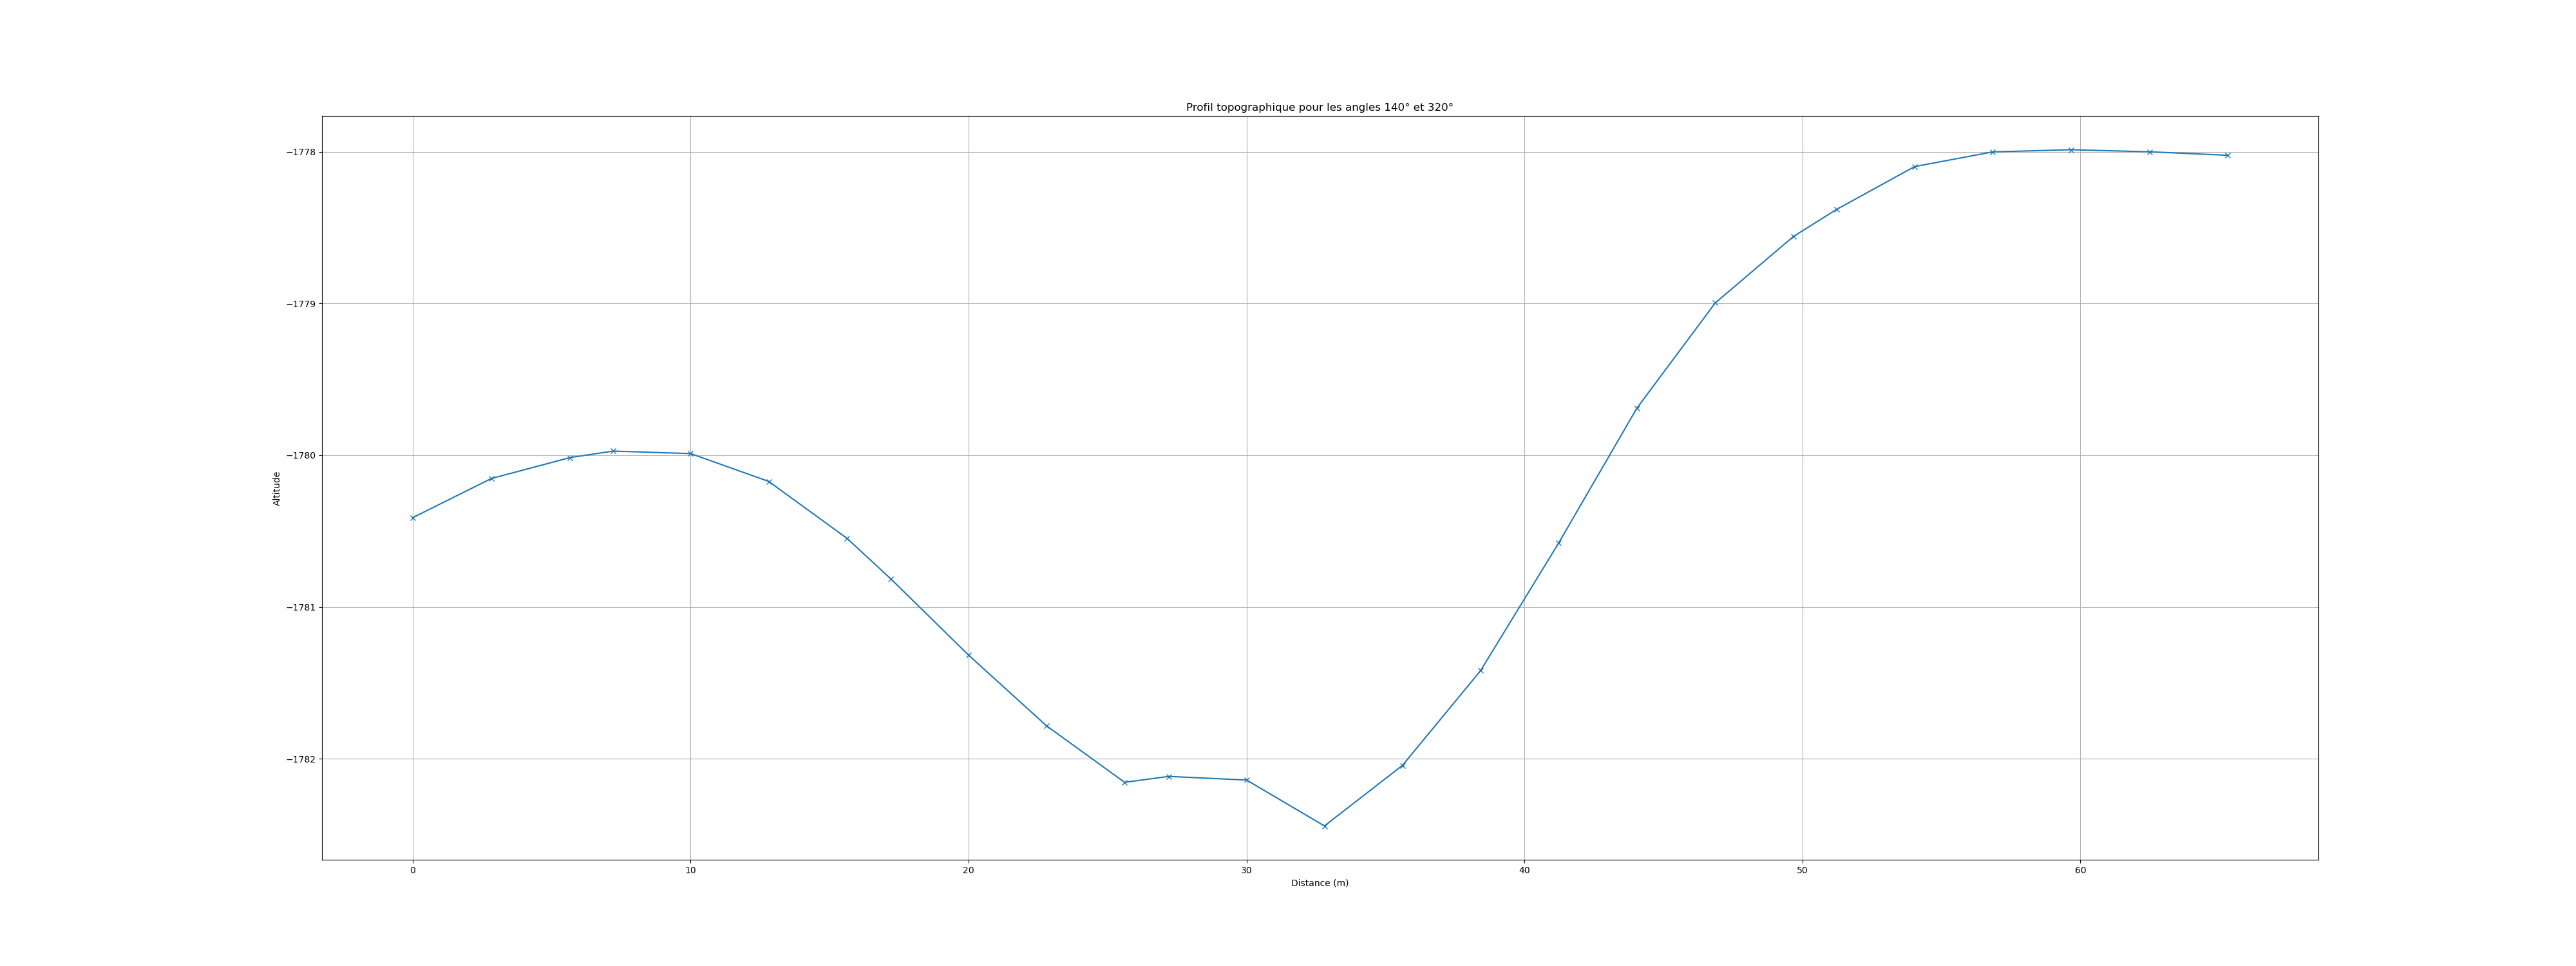 Profil topographique pour les angles 140° et 320°
−1778
−1779
−1780
Altitude
−1781
−1782
0 10 20 30 40 50 60
Distance (m)